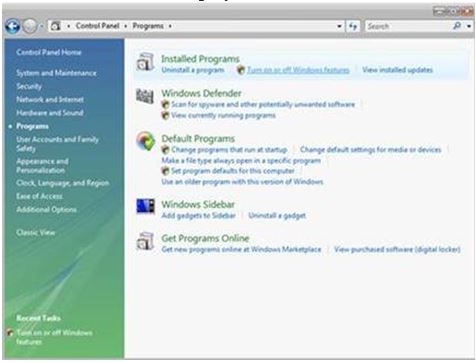 Control Panel
Programs
Search
Control Panel Home
System and Maintenance
Security
Network and Internet
Hardware and Sound
Programs
User Accounts and Family
Safety
Appearance and
Personalization
Clock, Language, and Region
Ease of Access
Additional Options
Classic View
Recent Tasks
Turn on or off Windows
features
Installed Programs
Uninstall a program Turn on or off Windows features View installed updates
Windows Defender
Scan for spyware and other potentially unwanted software
View currently running programs
Default Programs
Change programs that run at startup Change default settings for media or devices
Make a file type always open in a specific program
Set program defaults for this computer
Use an older program with this version of Windows
Windows Sidebar
Add gadgets to Sidebar Uninstall a gadget
Get Programs Online
Get new programs online at Windows Marketplace View purchased software (digital locker)